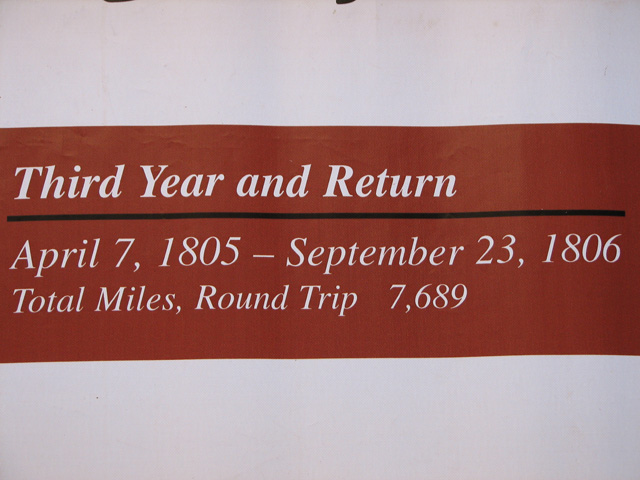 Third Year and Return
April 7, 1805 – September 23, 1806
Total Miles, Round Trip 7,689